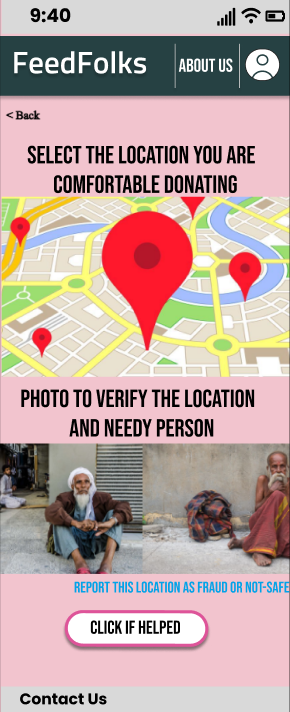 9:40
FeedFolks
ABOUT US
< Back
SELECT THE LOCATION YOU ARE
COMFORTABLE DONATING
PHOTO TO VERIFY THE LOCATION
AND NEEDY PERSON
REPORT THIS LOCATION AS FRAUD OR NOT-SAFE
CLICK IF HELPED
Contact Us